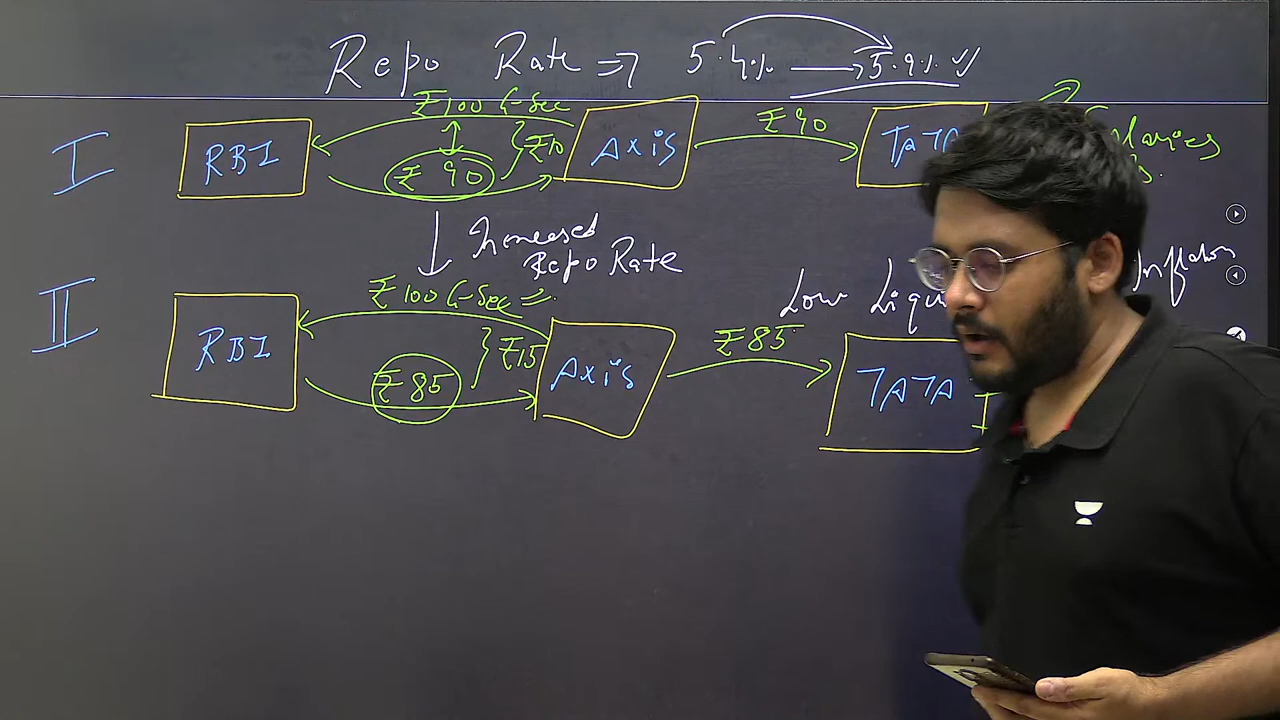 Repo Rate ⇒ 5.4% → 5.9% ✓
I
₹100 G-Sec
RBI
₹90
₹10
Axis
₹90
TATA
Increased
Repo Rate
II
Low
₹100 G-Sec
RBI
₹85
₹15
Axis
₹85
TATA